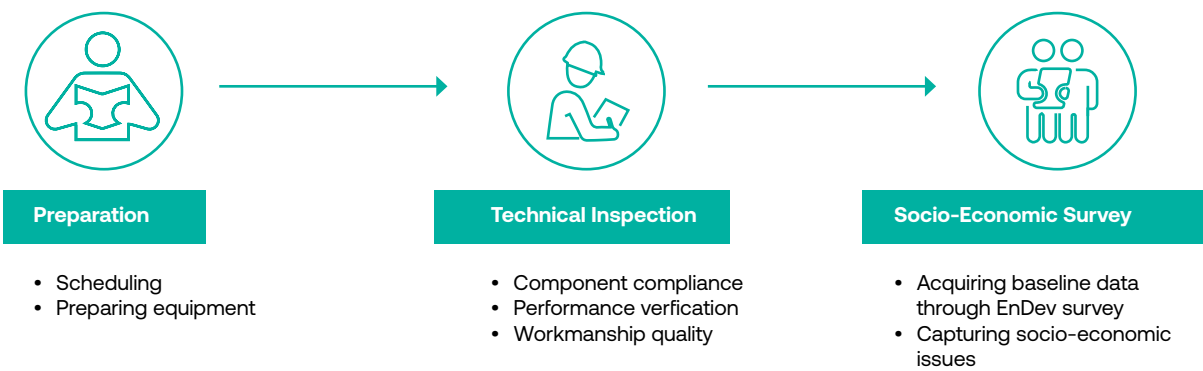 Preparation
• Scheduling
• Preparing equipment
Technical Inspection
• Component compliance
• Performance verfication
• Workmanship quality
Socio-Economic Survey
• Acquiring baseline data
through EnDev survey
• Capturing socio-economic
issues